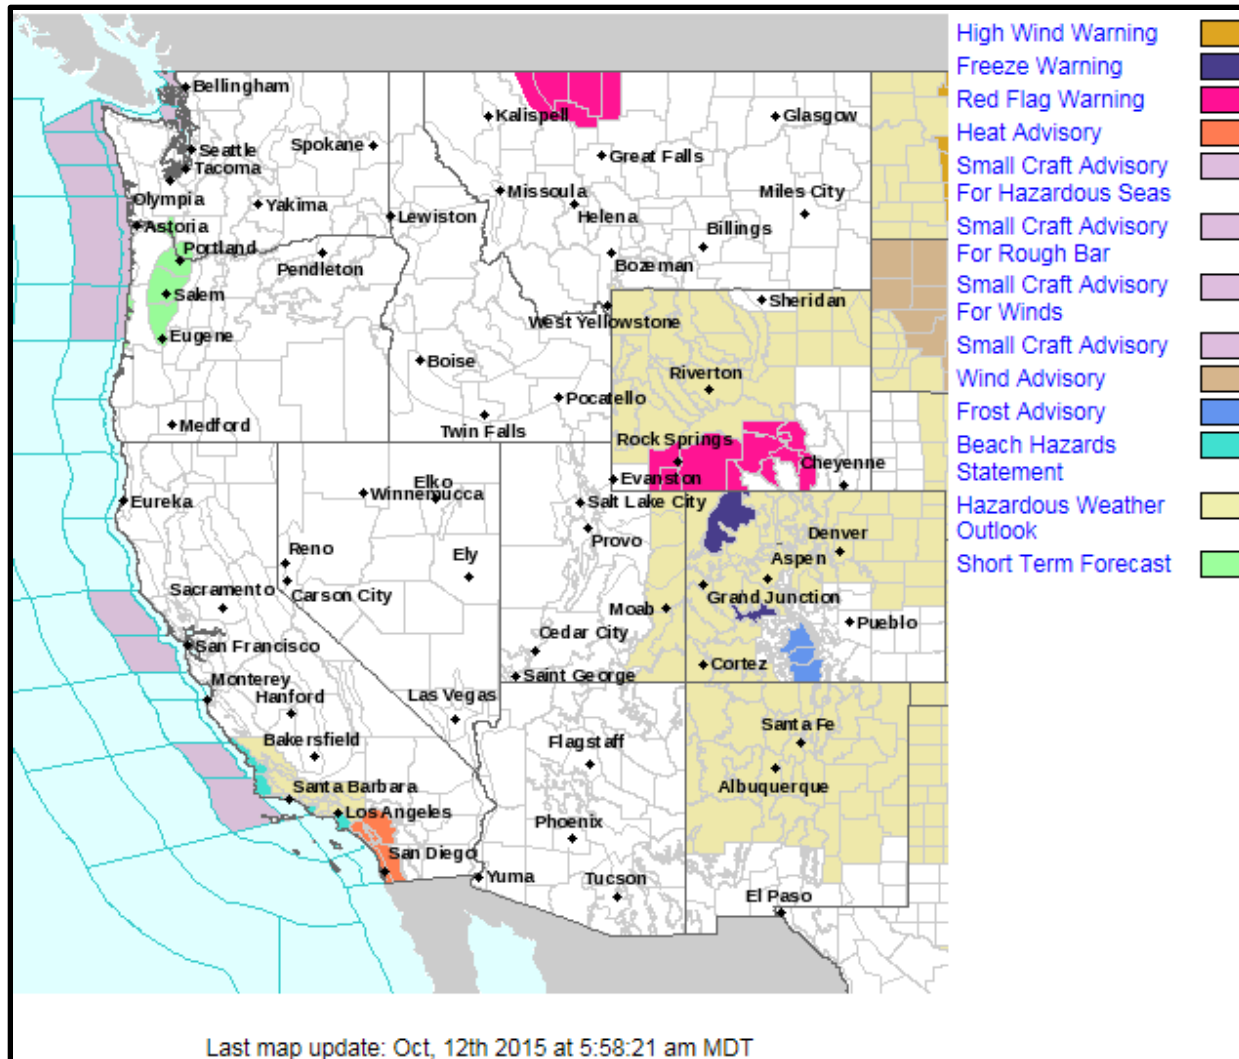 High Wind Warning
Freeze Warning
Red Flag Warning
Heat Advisory
Small Craft Advisory
For Hazardous Seas
Small Craft Advisory
For Rough Bar
Small Craft Advisory
For Winds
Small Craft Advisory
Wind Advisory
Frost Advisory
Beach Hazards
Statement
Hazardous Weather
Outlook
Short Term Forecast
Bellingham
Kalispell
Glasgow
Seattle
Spokane
Great Falls
Tacoma
Missoula
Miles City
Olympia
Yakima
Lewiston
Helena
Astoria
Billings
Portland
Pendleton
Bozeman
Salem
Sheridan
West Yellowstone
Eugene
Boise
Riverton
Pocatello
Medford
Twin Falls
Rock Springs
Cheyenne
Evanston
Elko
Winnemucca
Eureka
Salt Lake City
Denver
Provo
Reno
Ely
Aspen
Sacramento
Carson City
Grand Junction
Moab
Pueblo
Cedar City
San Francisco
Cortez
Saint George
Monterey
Hanford
Las Vegas
Santa Fe
Bakersfield
Flagstaff
Albuquerque
Santa Barbara
Los Angeles
Phoenix
San Diego
Yuma
Tucson
El Paso
Last map update: Oct, 12th 2015 at 5:58:21 am MDT